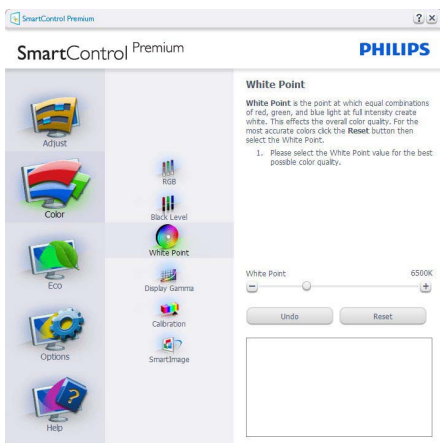 SmartControl Premium
? ×
SmartControl Premium
PHILIPS
Adjust
Color
Eco
Options
Help
RGB
Black Level
White Point
Display Gamma
Calibration
SmartImage
White Point
White Point is the point at which equal combinations
of red, green, and blue light at full intensity create
white. This effects the overall color quality. For the
most accurate colors click the Reset button then
select the White Point.
1. Please select the White Point value for the best
possible color quality.
White Point 6500K
Undo Reset